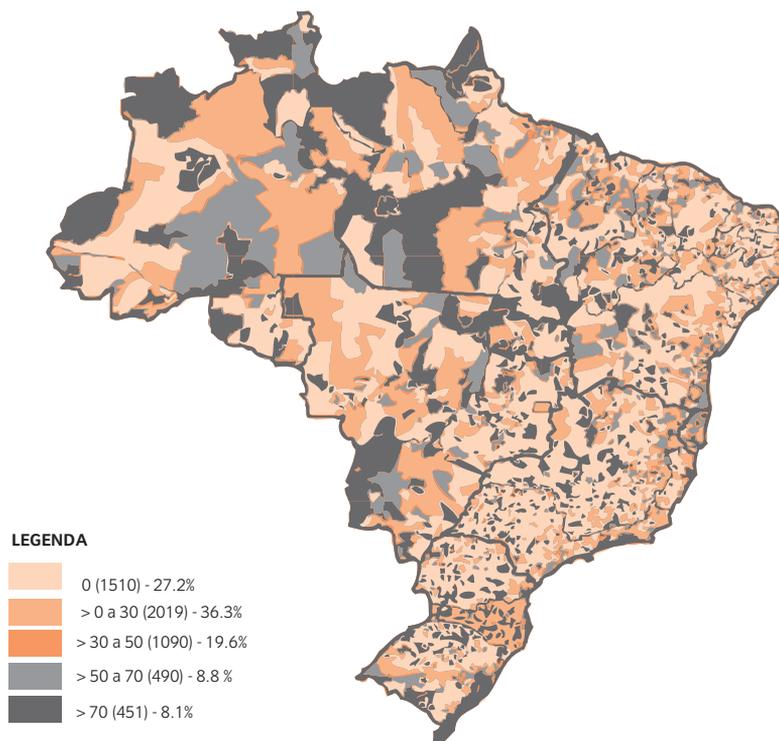 LEGENDA
0 (1510) - 27.2%
> 0 a 30 (2019) - 36.3%
> 30 a 50 (1090) - 19.6%
> 50 a 70 (490) - 8.8 %
> 70 (451) - 8.1%